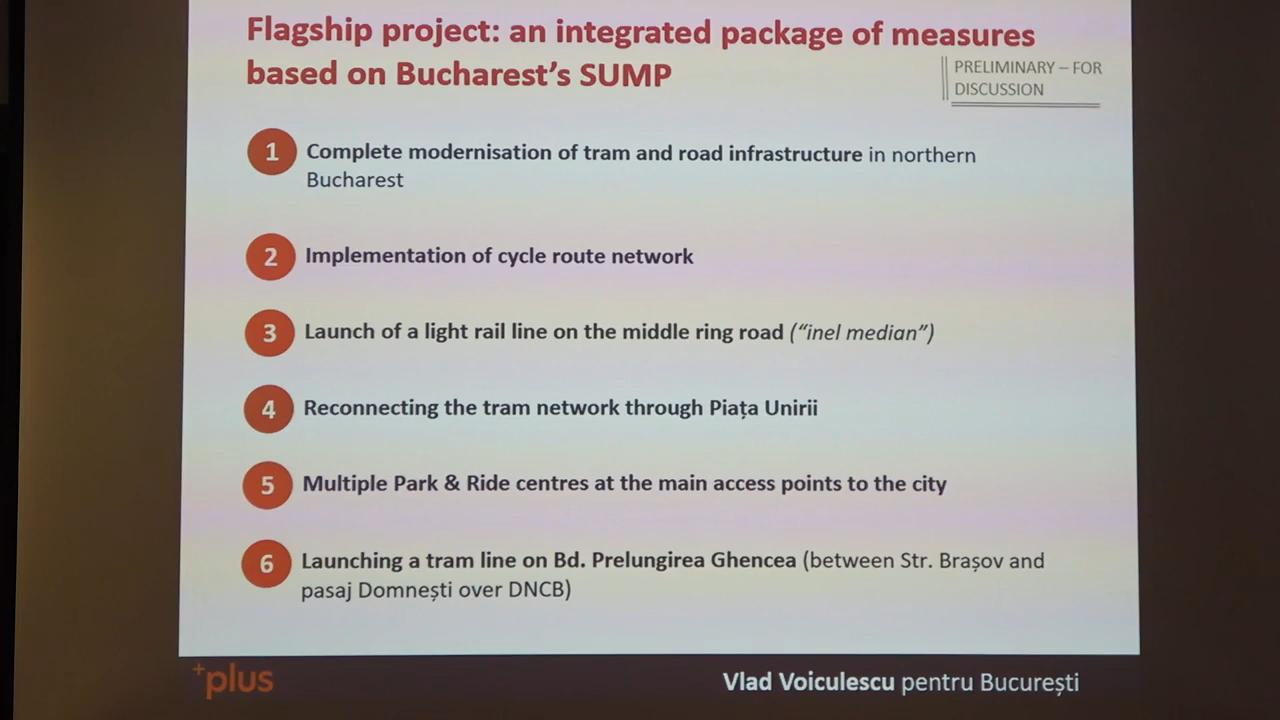 Flagship project: an integrated package of measures
based on Bucharest's SUMP
PRELIMINARY – FOR
DISCUSSION
1 Complete modernisation of tram and road infrastructure in northern
Bucharest
2 Implementation of cycle route network
3 Launch of a light rail line on the middle ring road ("inel median")
4 Reconnecting the tram network through Piața Unirii
5 Multiple Park & Ride centres at the main access points to the city
6 Launching a tram line on Bd. Prelungirea Ghencea (between Str. Brașov and
pasaj Domnești over DNCB)
+plus
Vlad Voiculescu pentru București